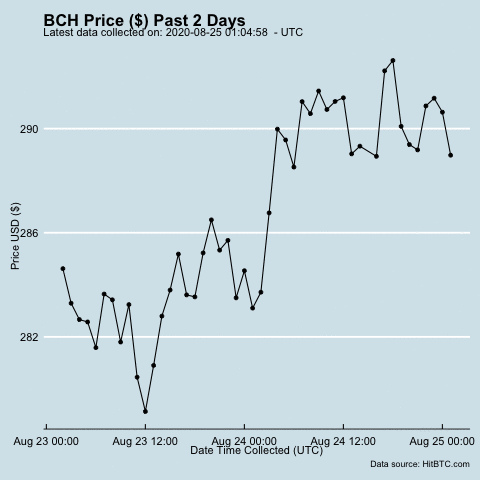 BCH Price ($) Past 2 Days
Latest data collected on: 2020-08-25 01:04:58 - UTC
290
286
282
Price USD ($)
Aug 23 00:00 Aug 23 12:00 Aug 24 00:00 Aug 24 12:00 Aug 25 00:00
Date Time Collected (UTC)
Data source: HitBTC.com